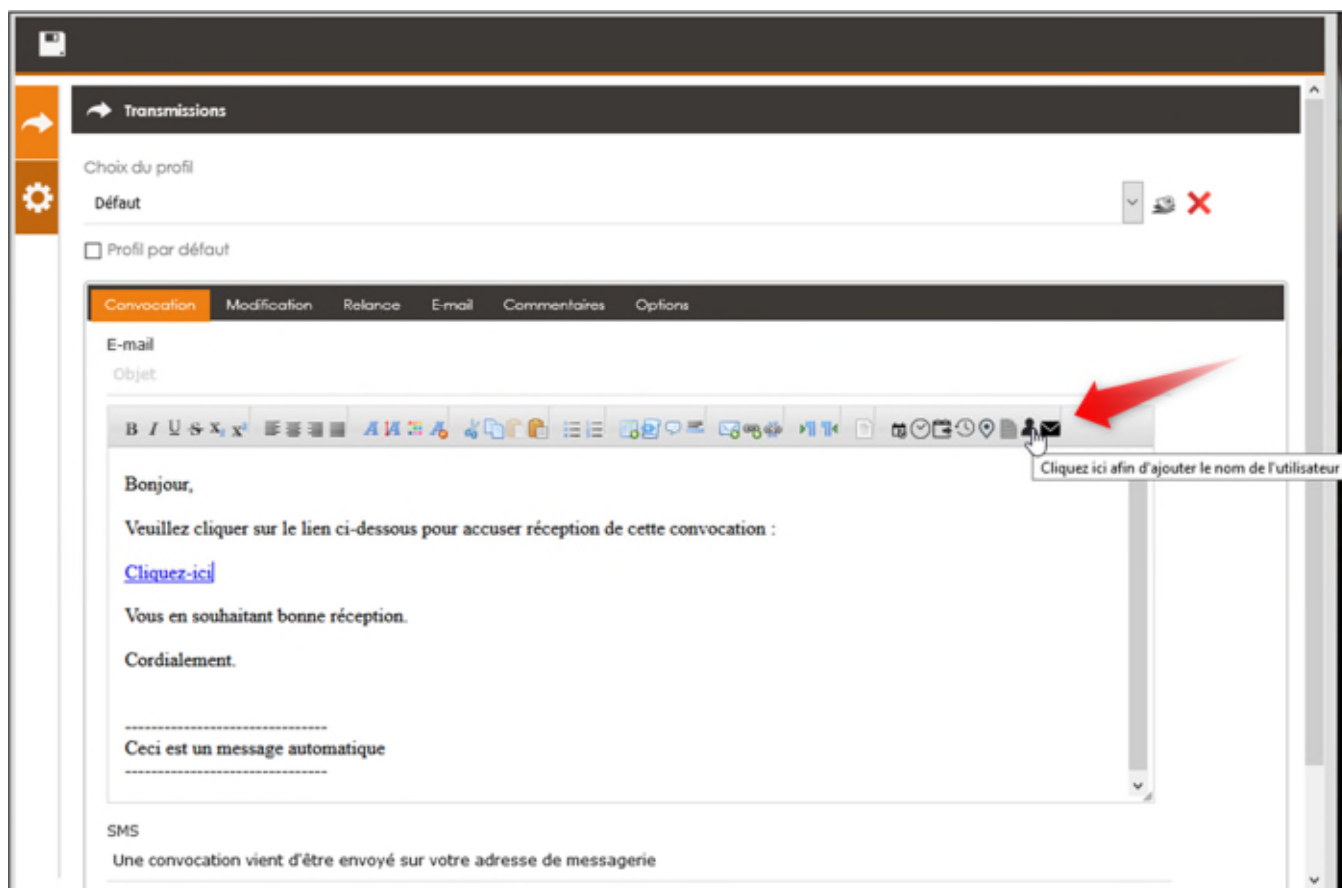 Transmissions
Choix du profil
Défaut
Profil par défaut
Convocation Modification Relance E-mail Commentaires Options
E-mail
Objet
Cliquez ici afin d'ajouter le nom de l'utilisateur
Bonjour,
Veuillez cliquer sur le lien ci-dessous pour accuser réception de cette convocation :
Cliquez-ici
Vous en souhaitant bonne réception.
Cordialement.
-------------------------------
Ceci est un message automatique
-------------------------------
SMS
Une convocation vient d'être envoyé sur votre adresse de messagerie